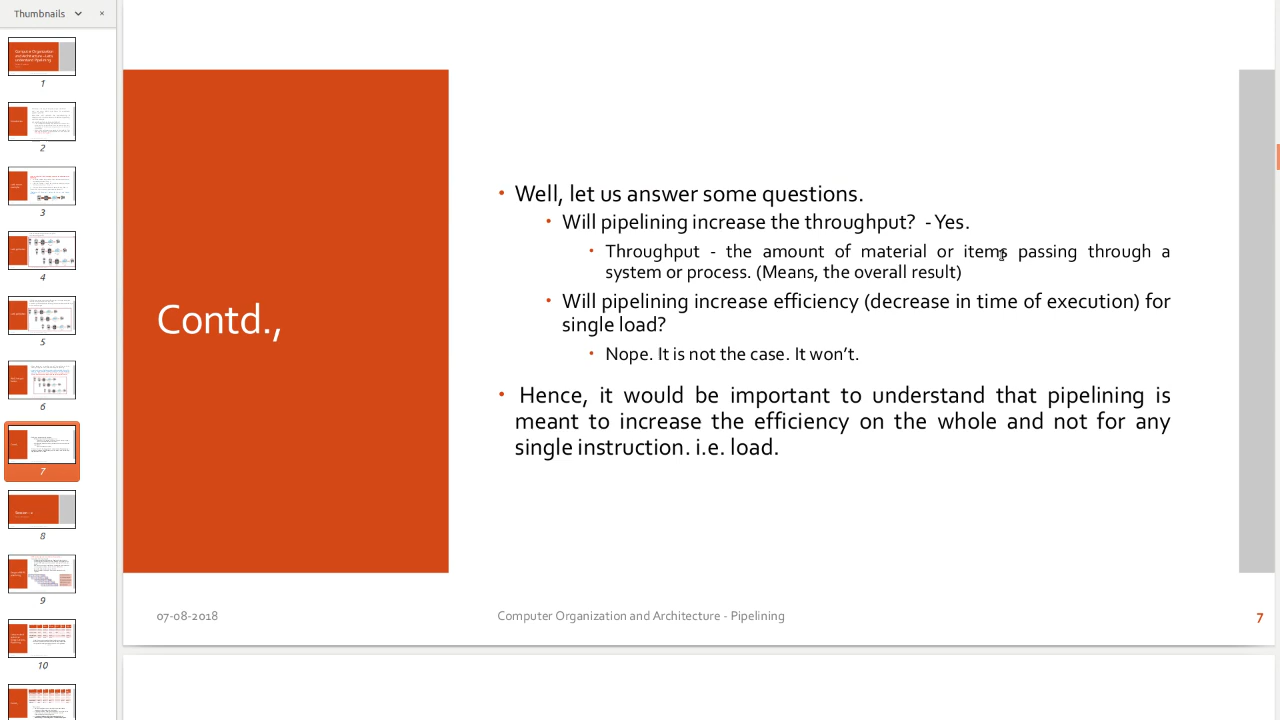 Thumbnails
1
2
3
4
5
6
7
8
9
10
Contd.,
• Well, let us answer some questions.
• Will pipelining increase the throughput?  - Yes.
• Throughput - the amount of material or items passing through a
system or process. (Means, the overall result)
• Will pipelining increase efficiency (decrease in time of execution) for
single load?
• Nope. It is not the case. It won’t.
• Hence, it would be important to understand that pipelining is
meant to increase the efficiency on the whole and not for any
single instruction. i.e. load.
07-08-2018
Computer Organization and Architecture - Pipelining
7